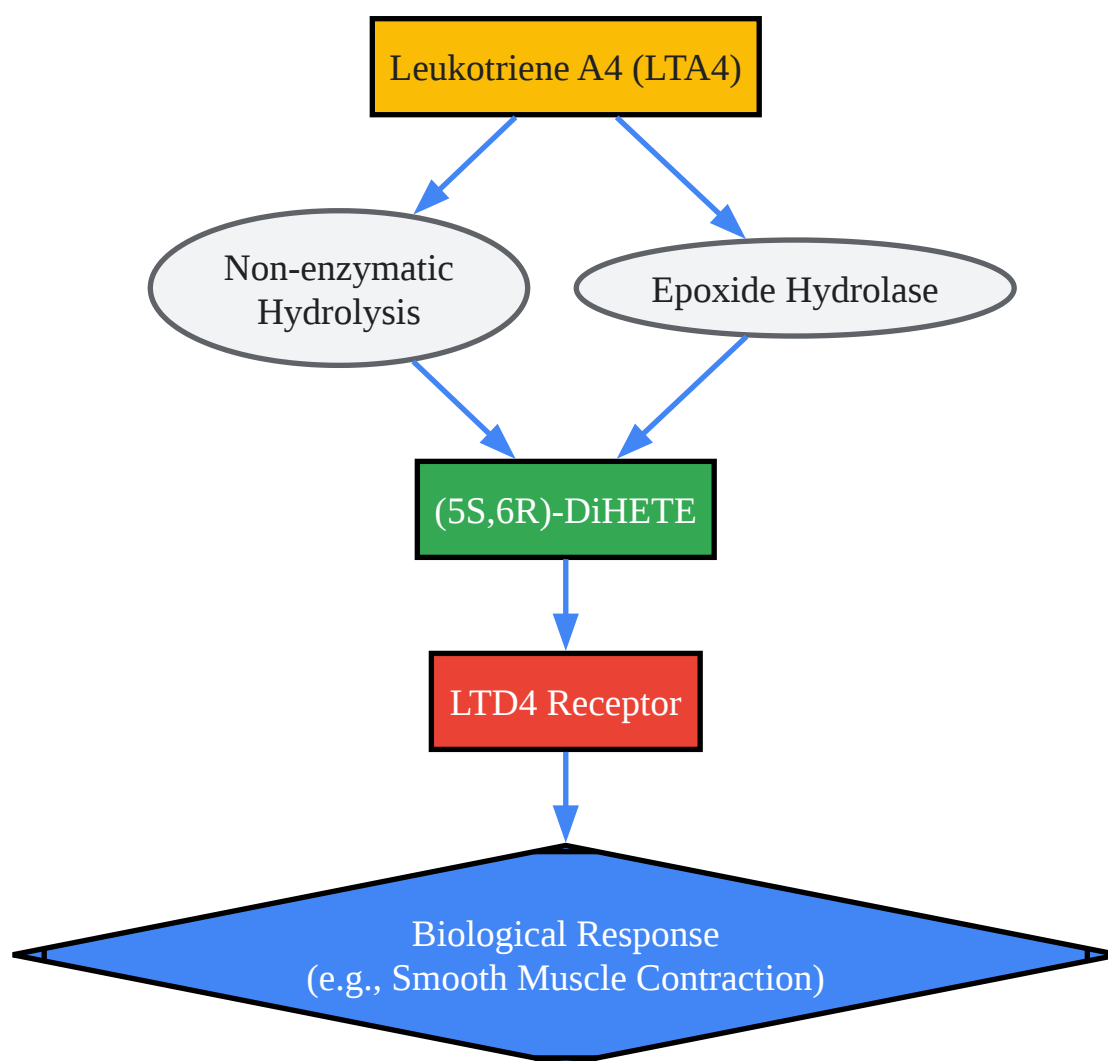 Leukotriene A4 (LTA4)
Non-enzymatic
Hydrolysis
Epoxide Hydrolase
(5S,6R)-DiHETE
LTD4 Receptor
Biological Response
(e.g., Smooth Muscle Contraction)